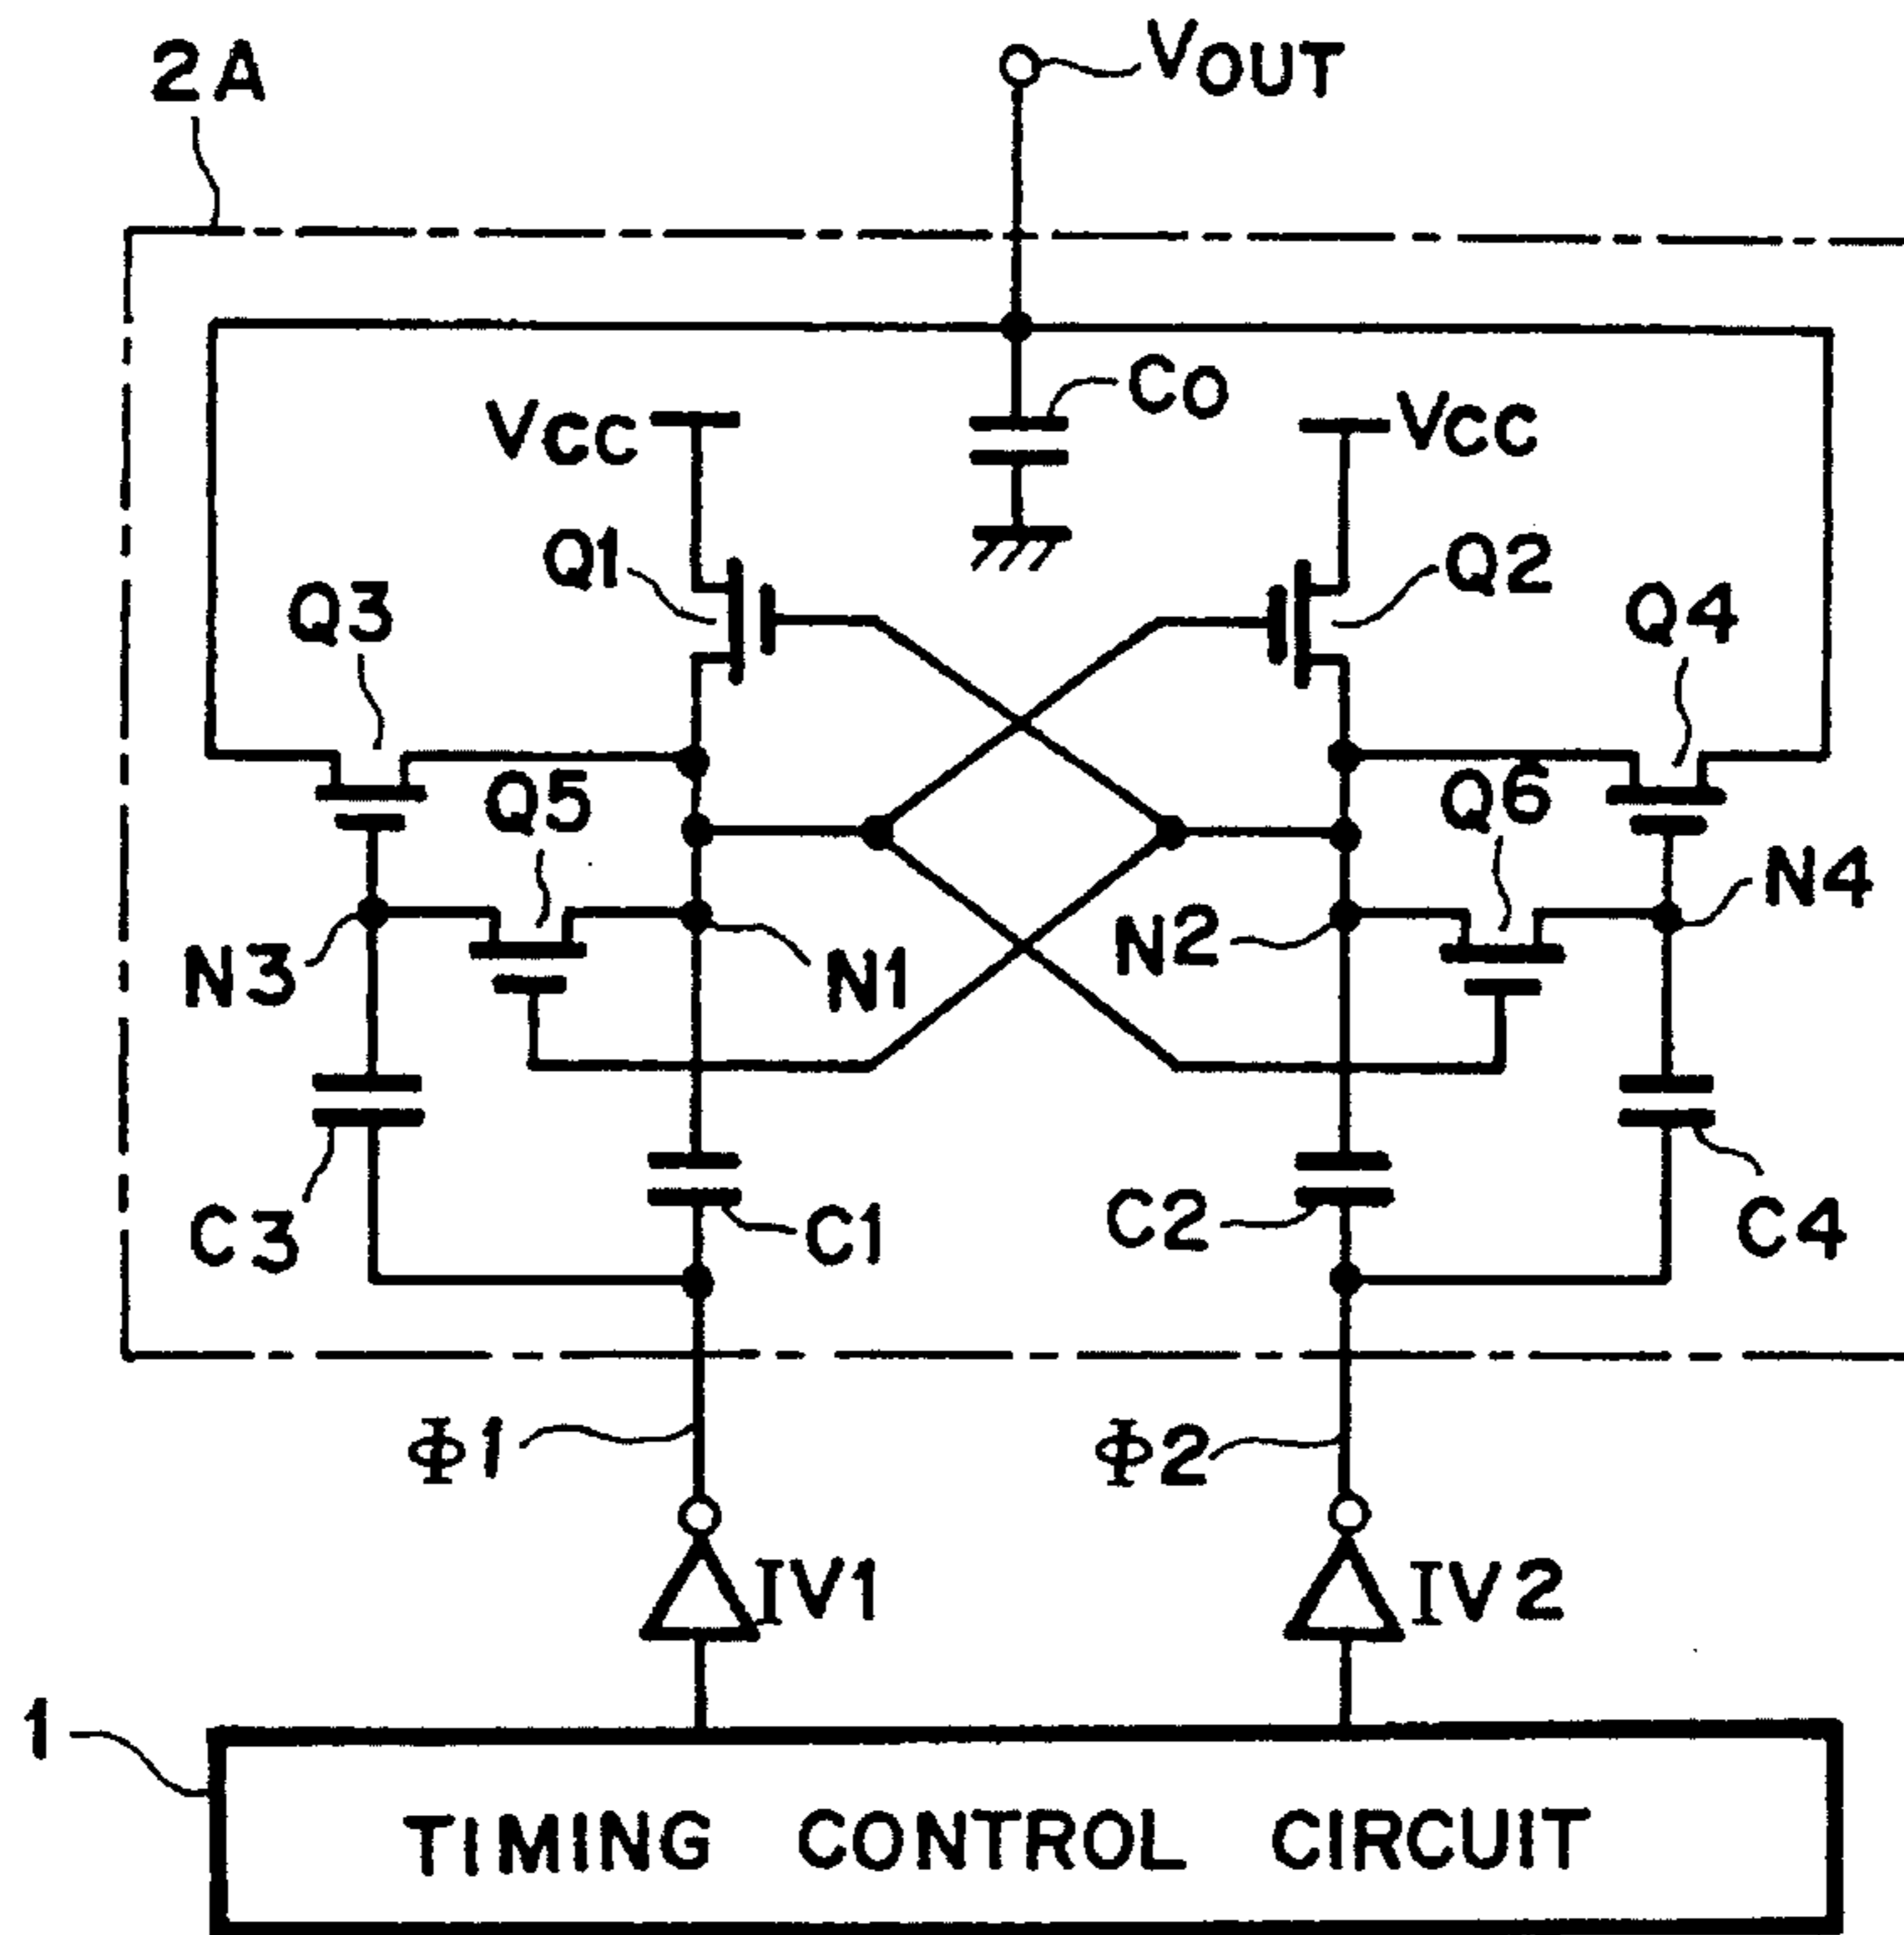 2A
VOUT
VCC
CO
VCC
Q1
Q2
Q3
Q4
Q5
Q6
N4
N3
N1
N2
C3
C1
C2
C4
Φ1
Φ2
IV1
IV2
1
TIMING CONTROL CIRCUIT